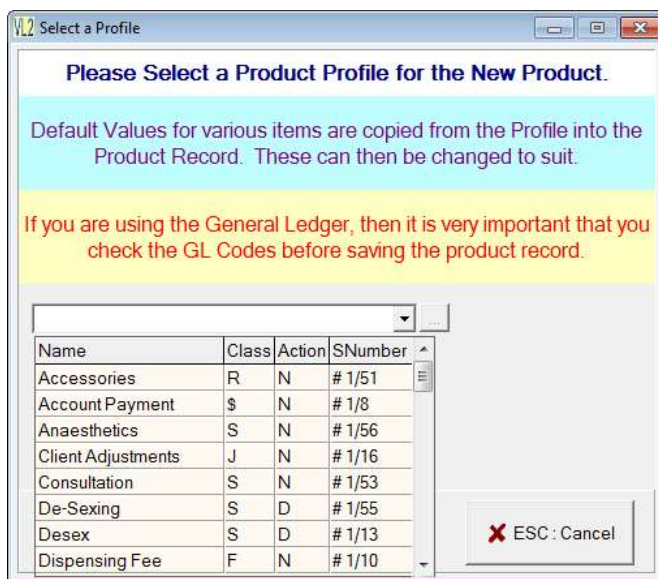 VL2 Select a Profile
Please Select a Product Profile for the New Product.
Default Values for various items are copied from the Profile into the
Product Record. These can then be changed to suit.
If you are using the General Ledger, then it is very important that you
check the GL Codes before saving the product record.
...
Name Class Action SNumber
Accessories R N # 1/51
Account Payment $ N # 1/8
Anaesthetics S N # 1/56
Client Adjustments J N # 1/16
Consultation S N # 1/53
De-Sexing S D # 1/55
Desex S D # 1/13
Dispensing Fee F N # 1/10
ESC : Cancel